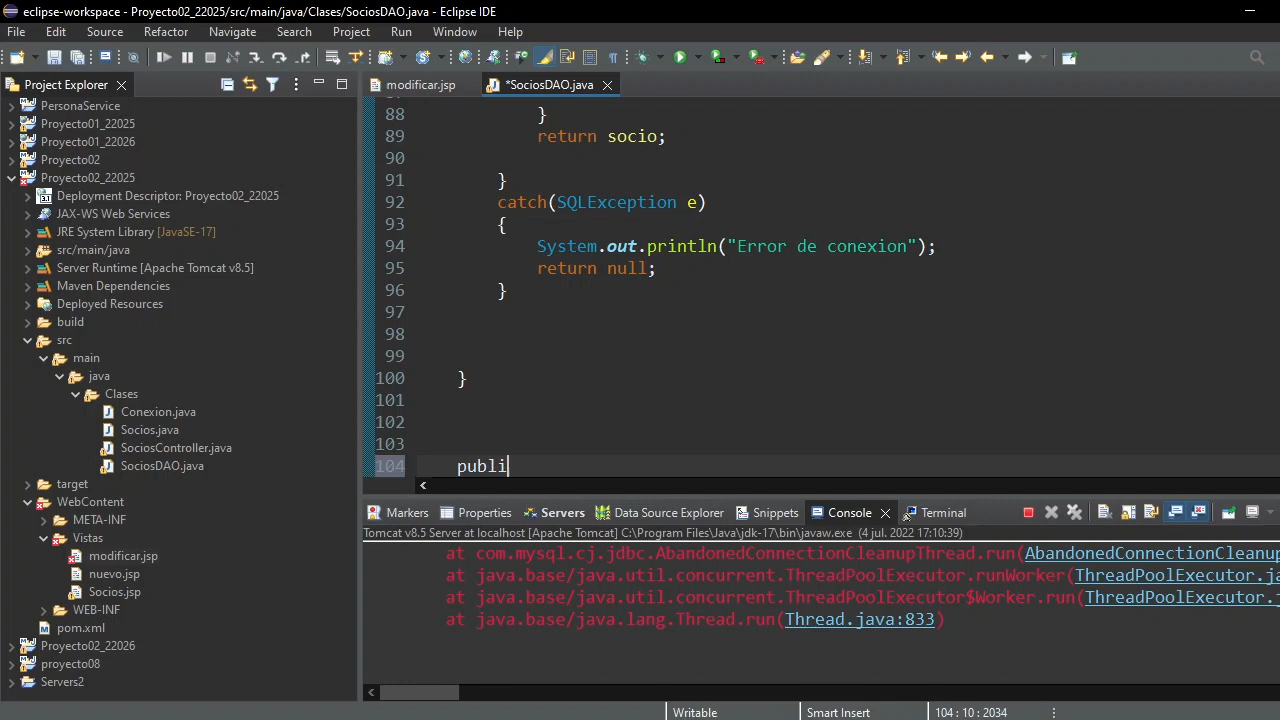 eclipse-workspace - Proyecto02_22025/src/main/java/Clases/SociosDAO.java - Eclipse IDE
File Edit Source Refactor Navigate Search Project Run Window Help
Project Explorer
PersonaService
Proyecto01_22025
Proyecto01_22026
Proyecto02
Proyecto02_22025
Deployment Descriptor: Proyecto02_22025
JAX-WS Web Services
JRE System Library [JavaSE-17]
src/main/java
Server Runtime [Apache Tomcat v8.5]
Maven Dependencies
Deployed Resources
build
src
main
java
Clases
Conexion.java
Socios.java
SociosController.java
SociosDAO.java
target
WebContent
META-INF
Vistas
modificar.jsp
nuevo.jsp
Socios.jsp
WEB-INF
pom.xml
Proyecto02_22026
proyecto08
Servers2
modificar.jsp *SociosDAO.java
88 }
89 return socio;
90
91 }
92 catch(SQLException e)
93 {
94 System.out.println("Error de conexion");
95 return null;
96 }
97
98
99
100 }
101
102
103
104 publi
Markers Properties Servers Data Source Explorer Snippets Console Terminal
Tomcat v8.5 Server at localhost [Apache Tomcat] C:\Program Files\Java\jdk-17\bin\javaw.exe (4 jul. 2022 17:10:39)
at com.mysql.cj.jdbc.AbandonedConnectionCleanupThread.run(AbandonedConnectionCleanup
at java.base/java.util.concurrent.ThreadPoolExecutor.runWorker(ThreadPoolExecutor.ja
at java.base/java.util.concurrent.ThreadPoolExecutor$Worker.run(ThreadPoolExecutor.j
at java.base/java.lang.Thread.run(Thread.java:833)
Writable Smart Insert 104 : 10 : 2034